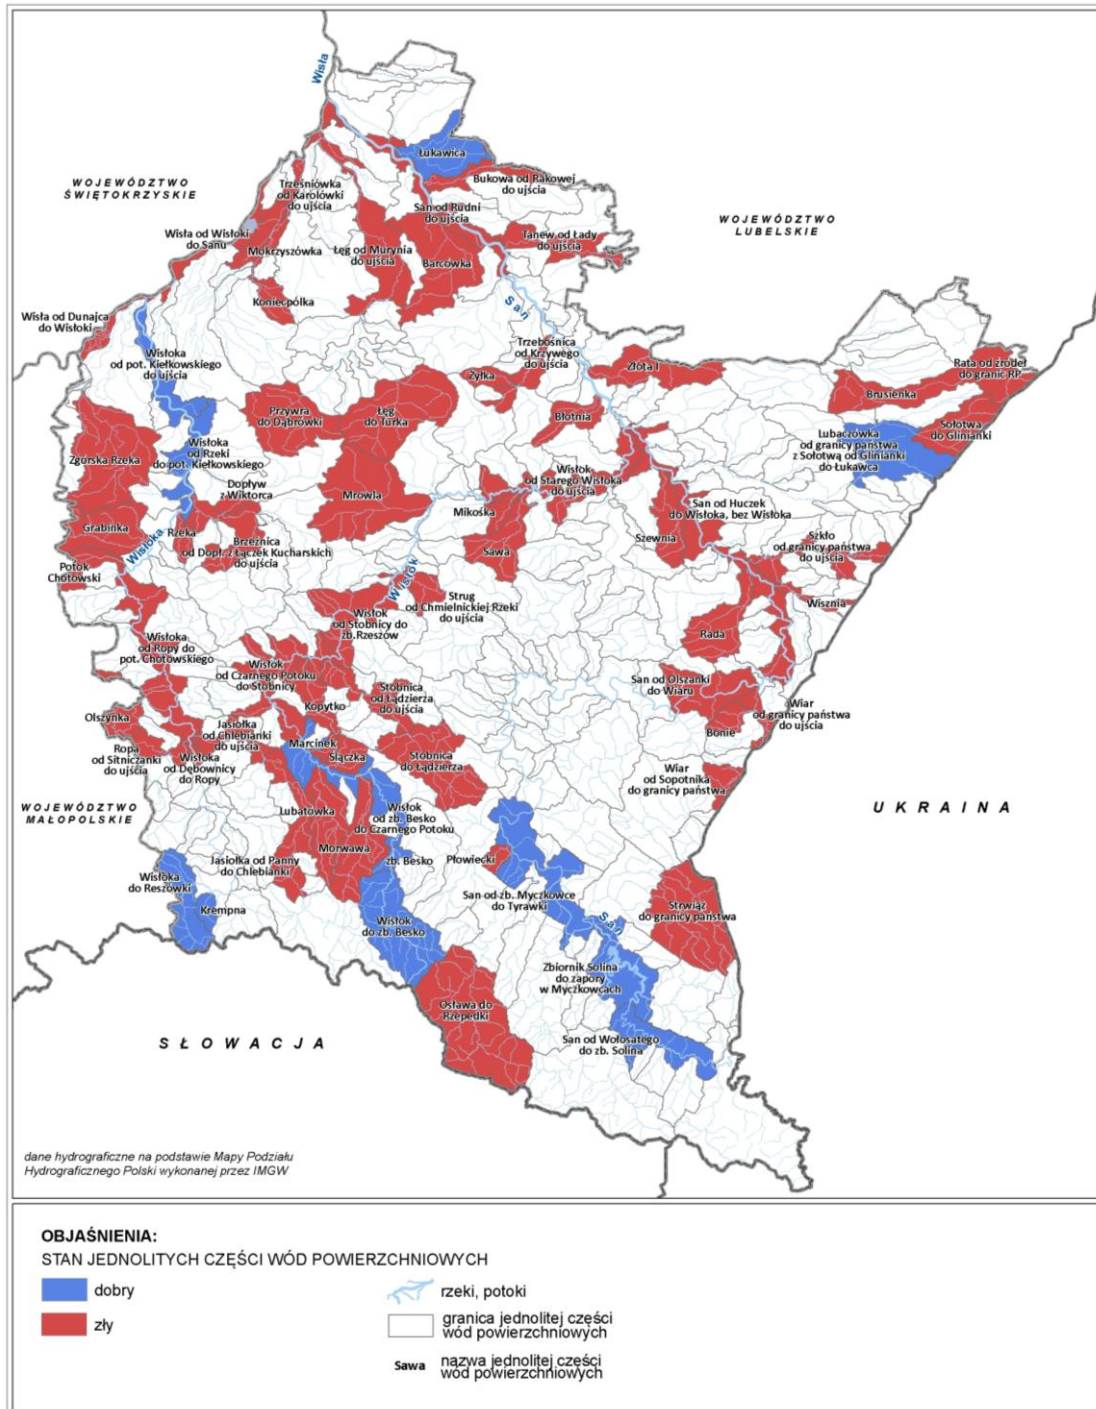 Wisła
WOJEWÓDZTWO
ŚWIĘTOKRZYSKIE
Łukawica
Bukowa od Rakowej
do ujścia
Trześniówka
od Karolówki
do ujścia
San od Rudni
do ujścia
WOJEWÓDZTWO
LUBELSKIE
Wisła od Wisłoki
do Sanu
Mokrzyszówka
Łęg od Murynia
do ujścia
Barcówka
Tanew od Łady
do ujścia
Koniecpólka
San
Wisła od Dunajca
do Wisłoki
Wisłoka
od pot. Kiełkowskiego
do ujścia
Trzebośnica
od Krzywego
do ujścia
Żyłka
Złota I
Rata od źródeł
do granic RP
Brusienka
Przywra
do Dąbrówki
Łęg
do Turka
Błotnia
Sołotwa
do Glinianki
Lubaczówka
od granicy państwa
z Sołotwą od Glinianki
do Łukawca
Zgórska Rzeka
Wisłoka
od Rzeki
do pot. Kiełkowskiego
Dopływ
z Wiktorca
Mrowla
Wisłok
od Starego Wisłoka
do ujścia
Mikośka
San od Huczek
do Wisłoka, bez Wisłoka
Grabinka
Rzeka
Wisłoka
Brzeźnica
od Dopł. z Łączek Kucharskich
do ujścia
Sawa
Szewnia
Szkło
od granicy państwa
do ujścia
Potok
Chotowski
Wisłok
Strug
od Chmielnickiej Rzeki
do ujścia
Wisznia
Wisłok
od Stobnicy do
zb.Rzeszów
Rada
Wisłoka
od Ropy do
pot. Chotowskiego
Wisłok
od Czarnego Potoku
do Stobnicy
Stobnica
od Łądzierza
do ujścia
San od Olszanki
do Wiaru
Wiar
od granicy państwa
do ujścia
Olszynka
Kopytko
Jasiołka
od Chlebianki
do ujścia
Bonie
Ropa
od Sitniczanki
do ujścia
Wisłoka
od Dębownicy
do Ropy
Marcinek
Ślączka
Stobnica
do Łądzierza
Wiar
od Sopotnika
do granicy państwa
WOJEWÓDZTWO
MAŁOPOLSKIE
Lubatówka
Wisłok
od zb. Besko
do Czarnego Potoku
UKRAINA
Morwawa
zb. Besko
Płowiecki
Jasiołka od Panny
do Chlebianki
Wisłoka
do Reszówki
Krempna
San od zb. Myczkowce
do Tyrawki
Strwiąż
do granicy państwa
Wisłok
do zb. Besko
San
Zbiornik Solina
do zapory
w Myczkowcach
Osława do
Rzepedki
San od Wołosatego
do zb. Solina
SŁOWACJA
dane hydrograficzne na podstawie Mapy Podziału
Hydrograficznego Polski wykonanej przez IMGW
OBJAŚNIENIA:
STAN JEDNOLITYCH CZĘŚCI WÓD POWIERZCHNIOWYCH
dobry
zły
rzeki, potoki
granica jednolitej części
wód powierzchniowych
Sawa
nazwa jednolitej części
wód powierzchniowych